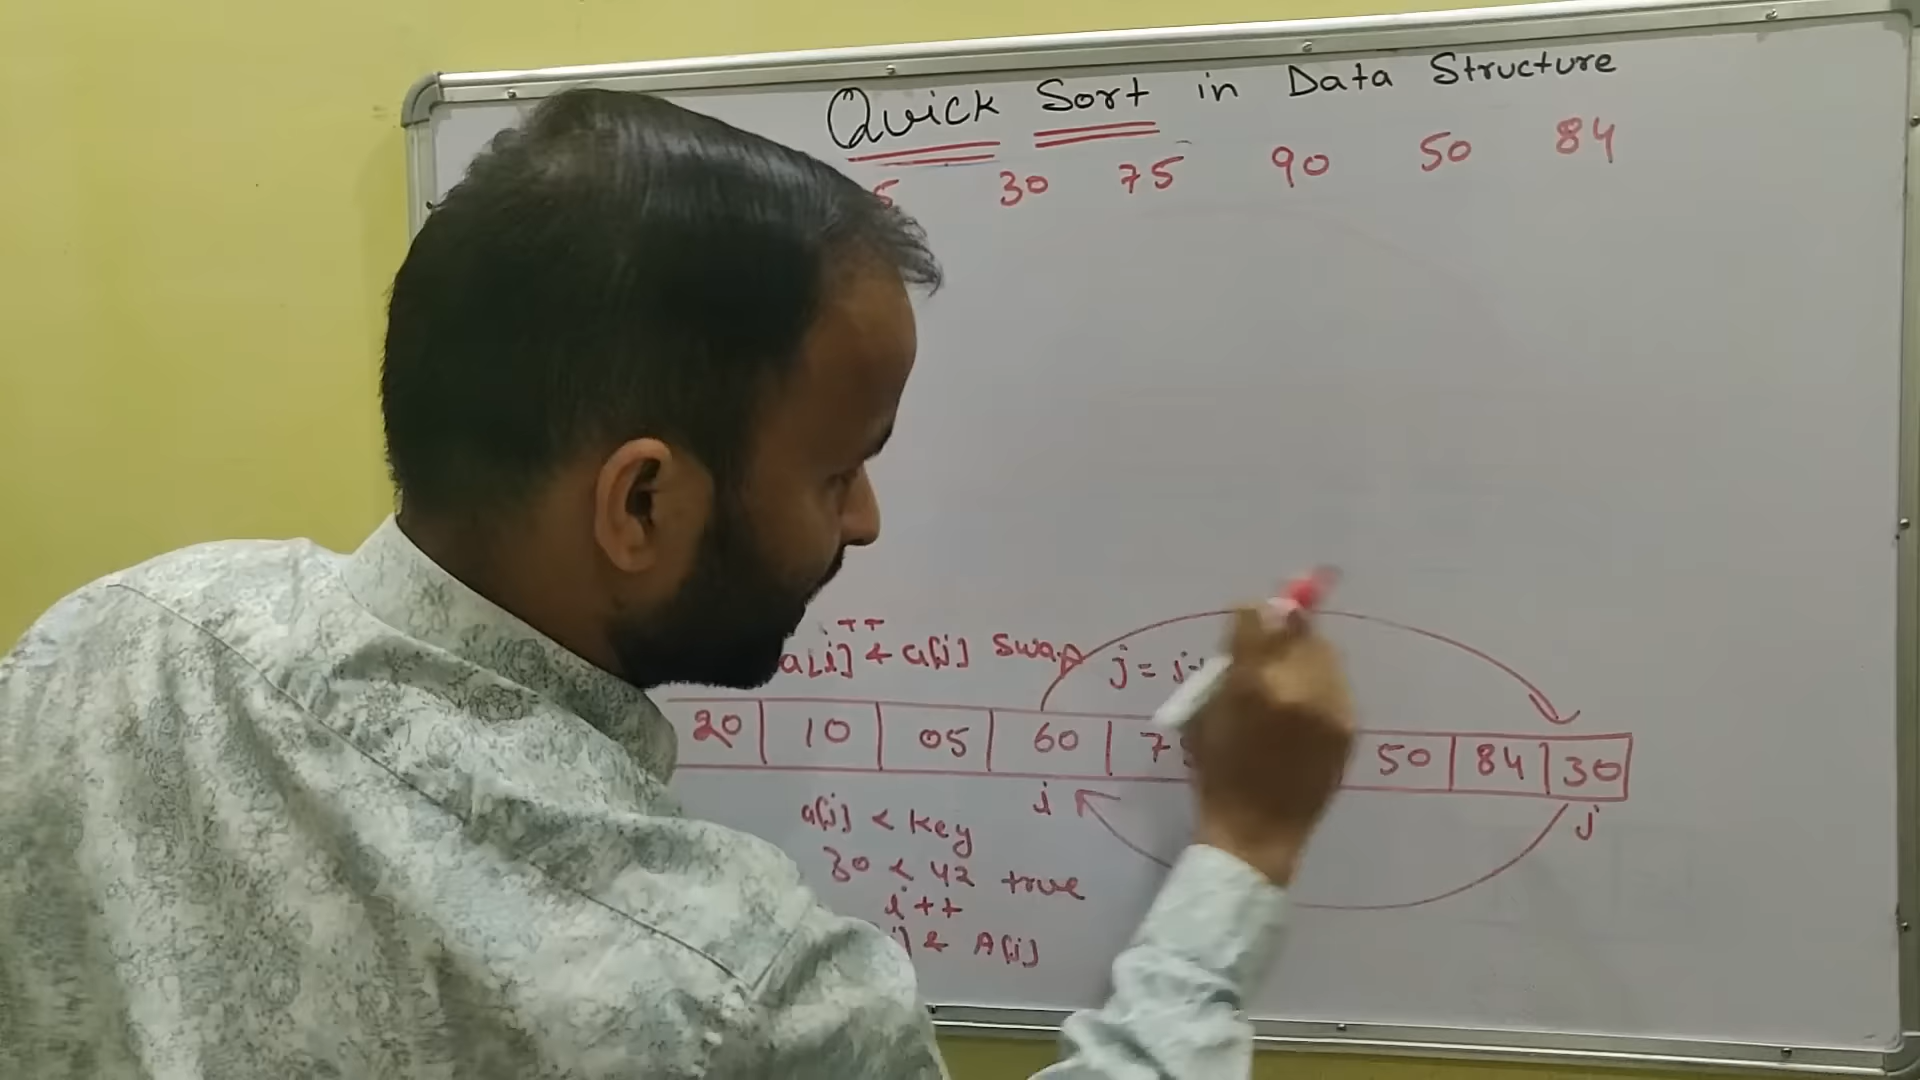 Quick Sort in Data Structure
5 30 75 90 50 84
i++
a[i] & a[j] Swap j =
20 10 05 60 50 84 30
i j
a[j] < key
30 < 42 true
i++
] & A[j]